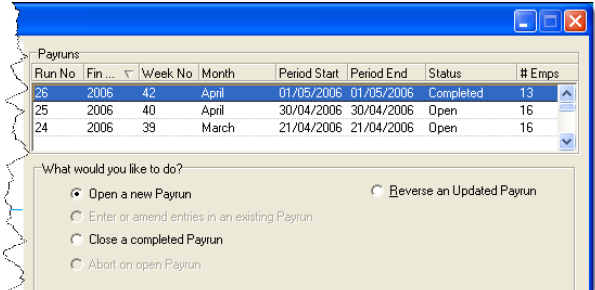 Payruns
Run No Fin ... Week No Month Period Start Period End Status # Emps
26 2006 42 April 01/05/2006 01/05/2006 Completed 13
25 2006 40 April 30/04/2006 30/04/2006 Open 16
24 2006 39 March 21/04/2006 21/04/2006 Open 16
What would you like to do?
Open a new Payrun Reverse an Updated Payrun
Enter or amend entries in an existing Payrun
Close a completed Payrun
Abort on open Payrun